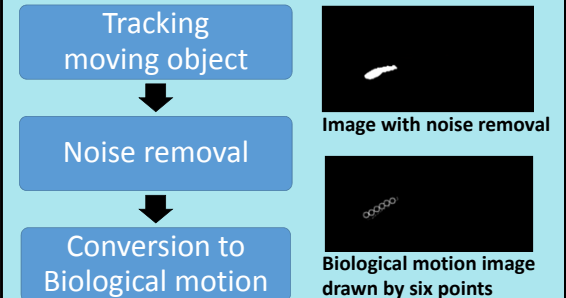 Tracking
moving object
Noise removal
Conversion to
Biological motion
Image with noise removal
Biological motion image
drawn by six points